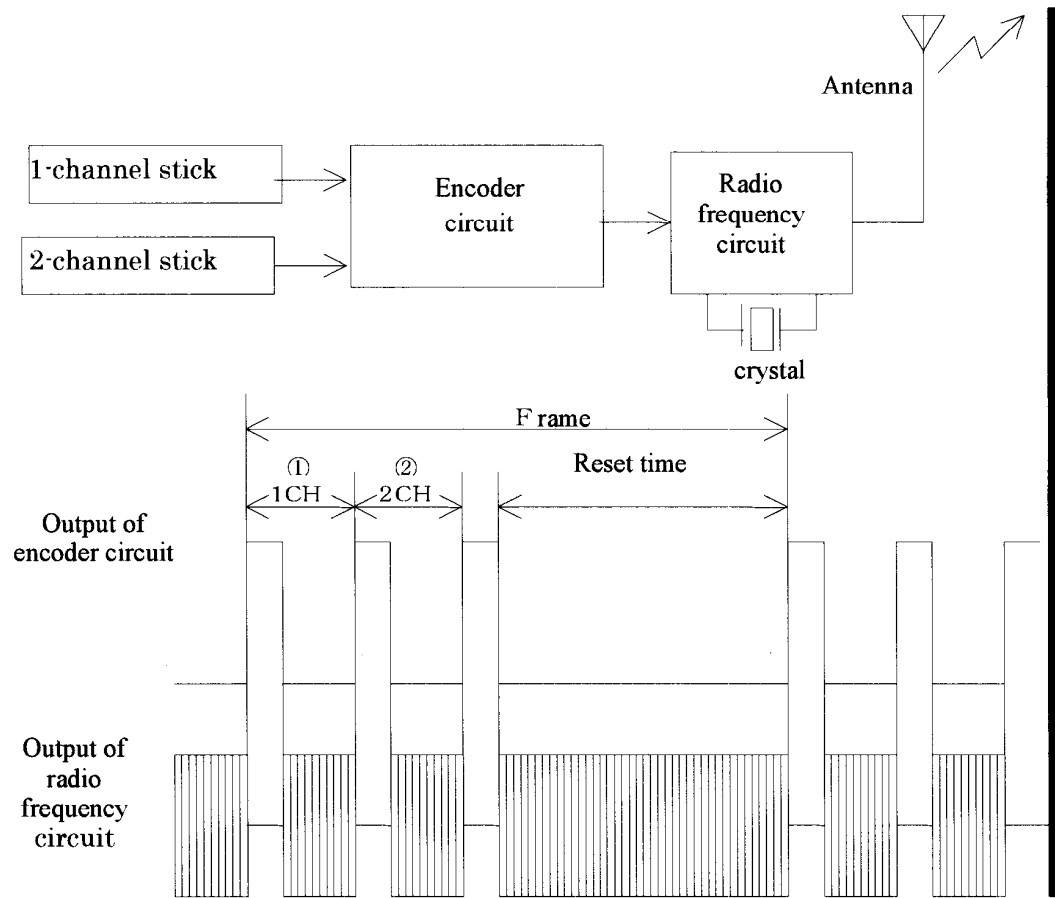 Antenna
1-channel stick
Encoder
circuit
Radio
frequency
circuit
2-channel stick
crystal
Frame
① ② Reset time
1CH 2CH
Output of
encoder circuit
Output of
radio
frequency
circuit